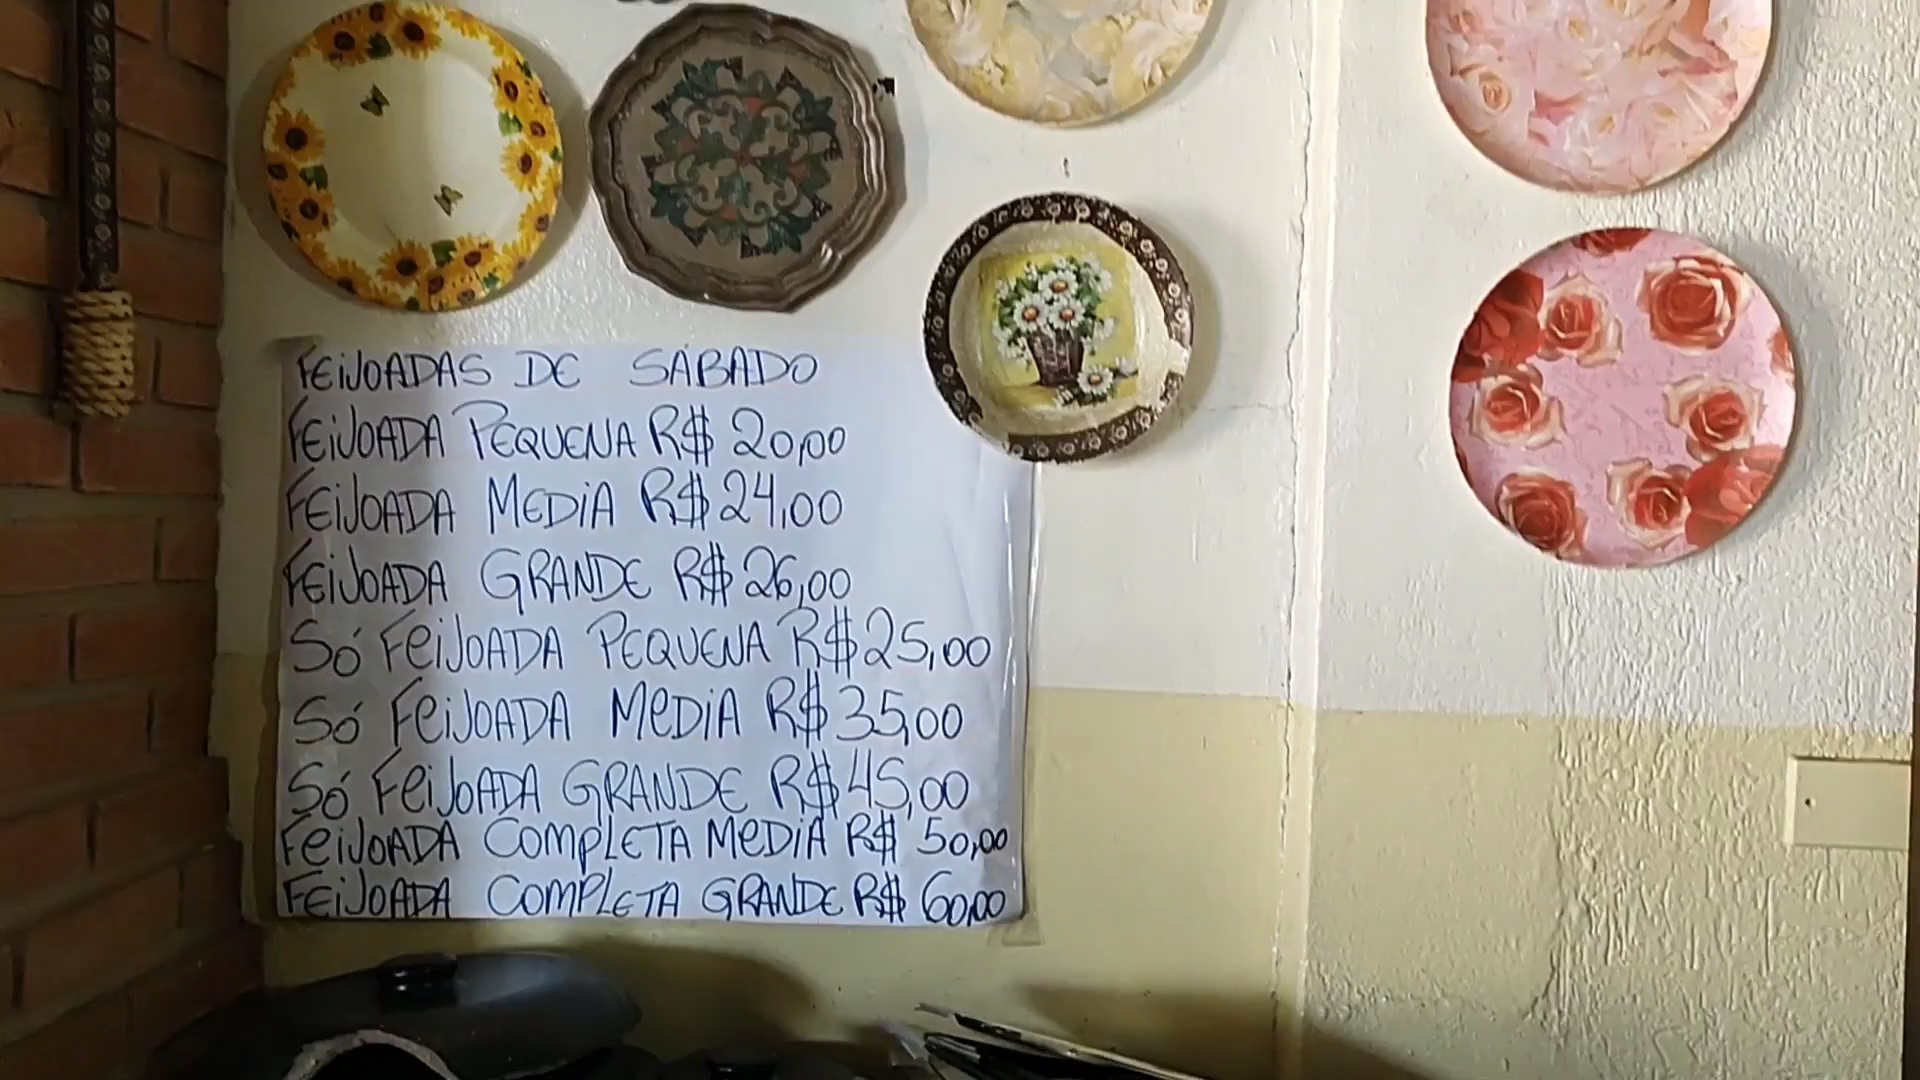 FEIJOADAS DE SÁBADO
FEIJOADA PEQUENA R$ 20,00
FEIJOADA MEDIA R$ 24,00
FEIJOADA GRANDE R$ 26,00
SÓ FEIJOADA PEQUENA R$ 25,00
SÓ FEIJOADA MEDIA R$ 35,00
SÓ FEIJOADA GRANDE R$ 45,00
FEIJOADA COMPLETA MEDIA R$ 50,00
FEIJOADA COMPLETA GRANDE R$ 60,00